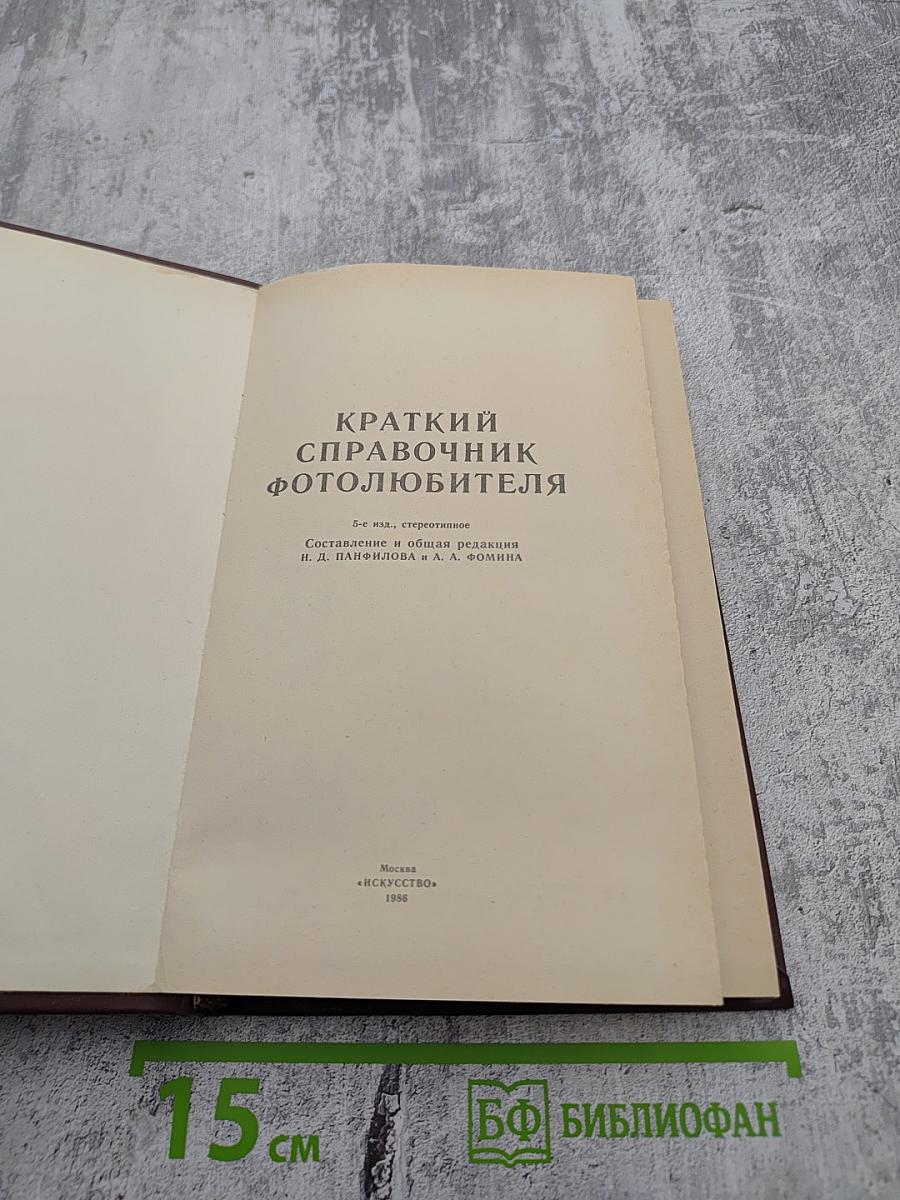 КРАТКИЙ
СПРАВОЧНИК
ФОТОЛЮБИТЕЛЯ
5-е изд., стереотипное
Составление и общая редакция
Н. Д. ПАНФИЛОВА и А. А. ФОМИНА
Москва
«ИСКУССТВО»
1986
15 см
БФ БИБЛИОФАН